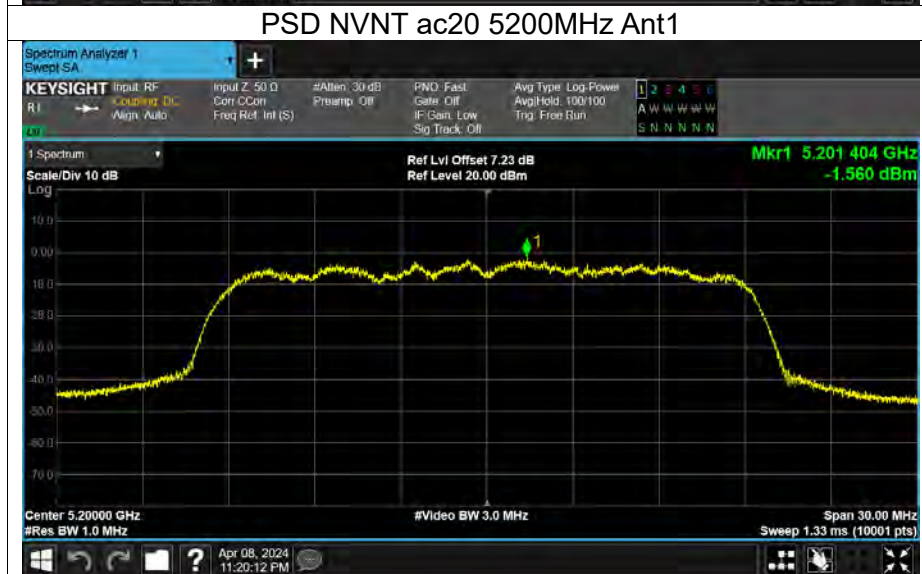 PSD NVNT ac20 5200MHz Ant1
Spectrum Analyzer 1
Swept SA
+
KEYSIGHT Input: RF Input Z: 50 Ω #Atten: 30 dB PNO: Fast Avg Type: Log-Power 1 2 3 4 5 6
Coupling: DC Corr CCorr Preamp: Off Gate: Off Avg|Hold: 100/100 A W W W W W
Align: Auto Freq Ref: Int (S) IF Gain: Low Trig: Free Run
Sig Track: Off S N N N N N
1 Spectrum Ref Lvl Offset 7.23 dB Mkr1 5.201 404 GHz
Scale/Div 10 dB Ref Level 20.00 dBm -1.560 dBm
Log
10.0
0.00
-10.0
-20.0
-30.0
-40.0
-50.0
-60.0
-70.0
1
Center 5.20000 GHz #Video BW 3.0 MHz Span 30.00 MHz
#Res BW 1.0 MHz Sweep 1.33 ms (10001 pts)
? Apr 08, 2024
11:20:12 PM